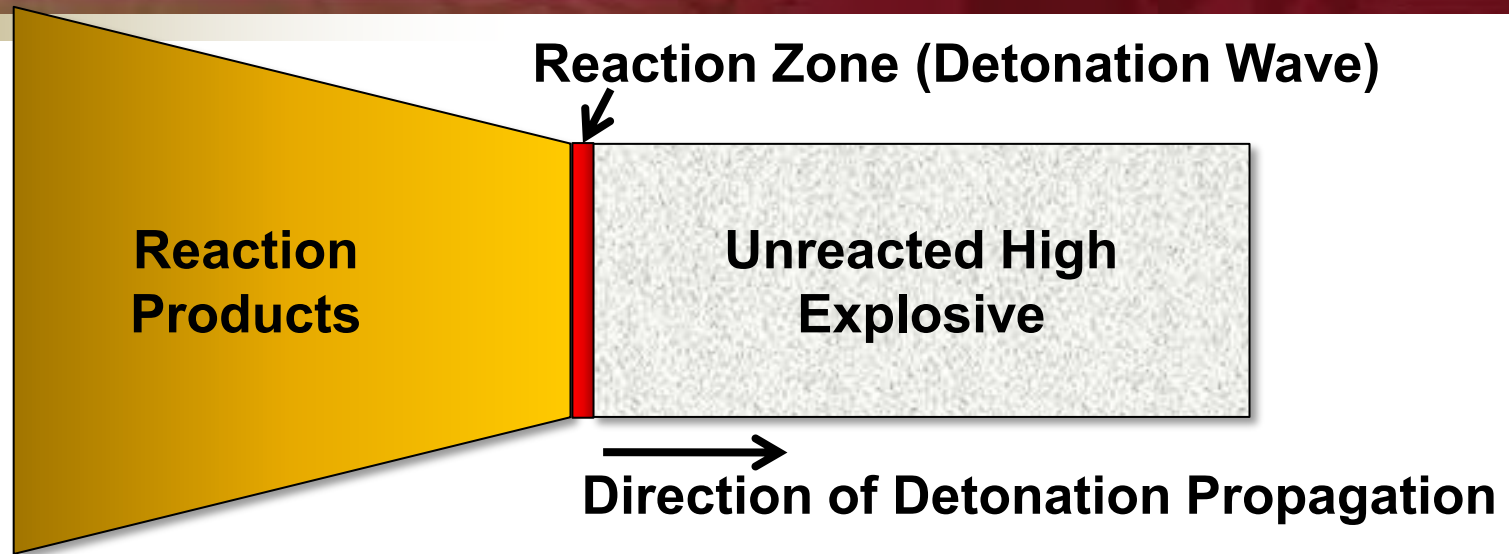 Reaction Zone (Detonation Wave)
Reaction
Products
Unreacted High
Explosive
Direction of Detonation Propagation